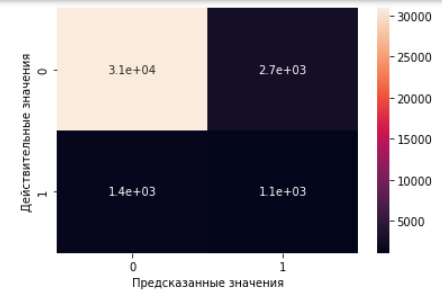 30000
0
3.1e+04
2.7e+03
25000
20000
15000
Действительные значения
1
1.4e+03
1.1e+03
10000
5000
0
1
Предсказанные значения